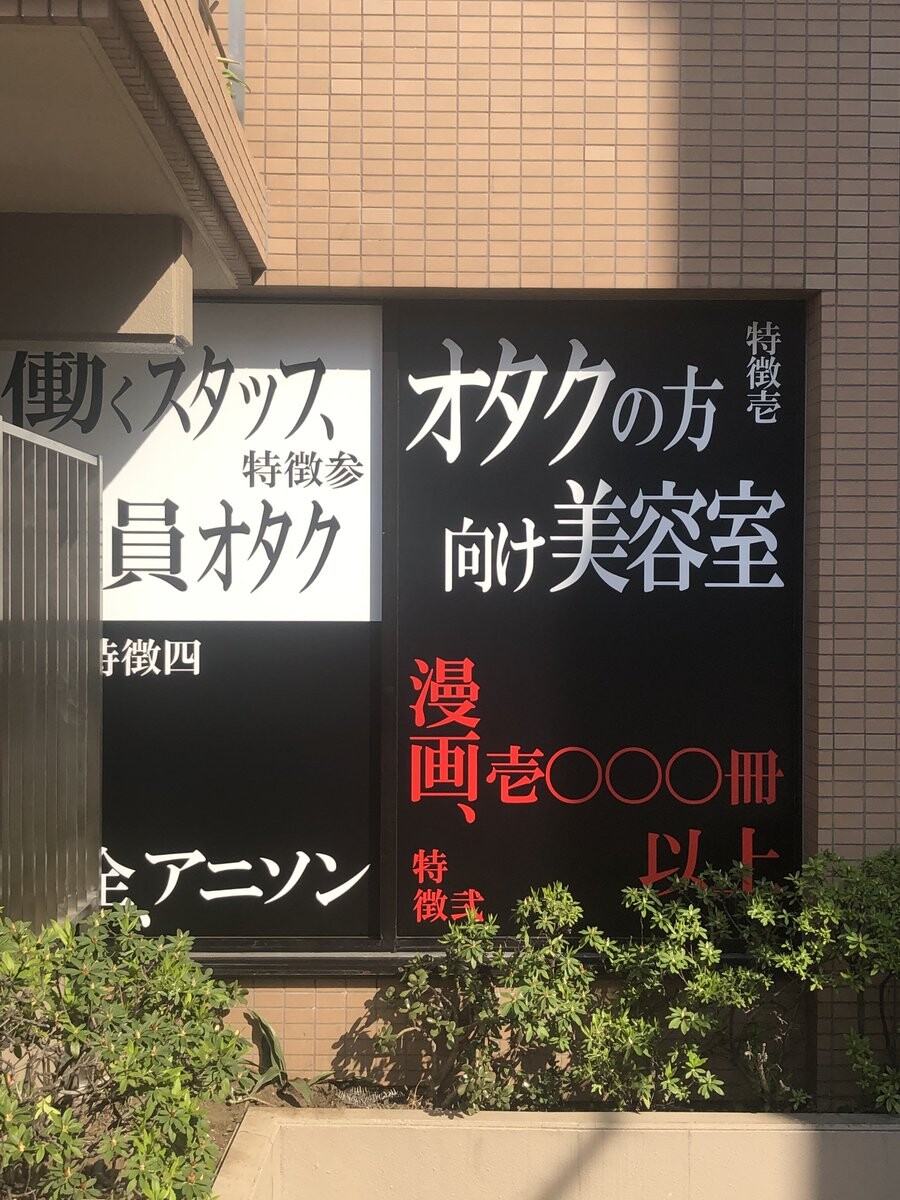 特徴壱
オタクの方
向け美容室
漫画、壱〇〇〇冊
以上
特徴弐
働くスタッフ、
特徴参
員オタク
特徴四
アニソン